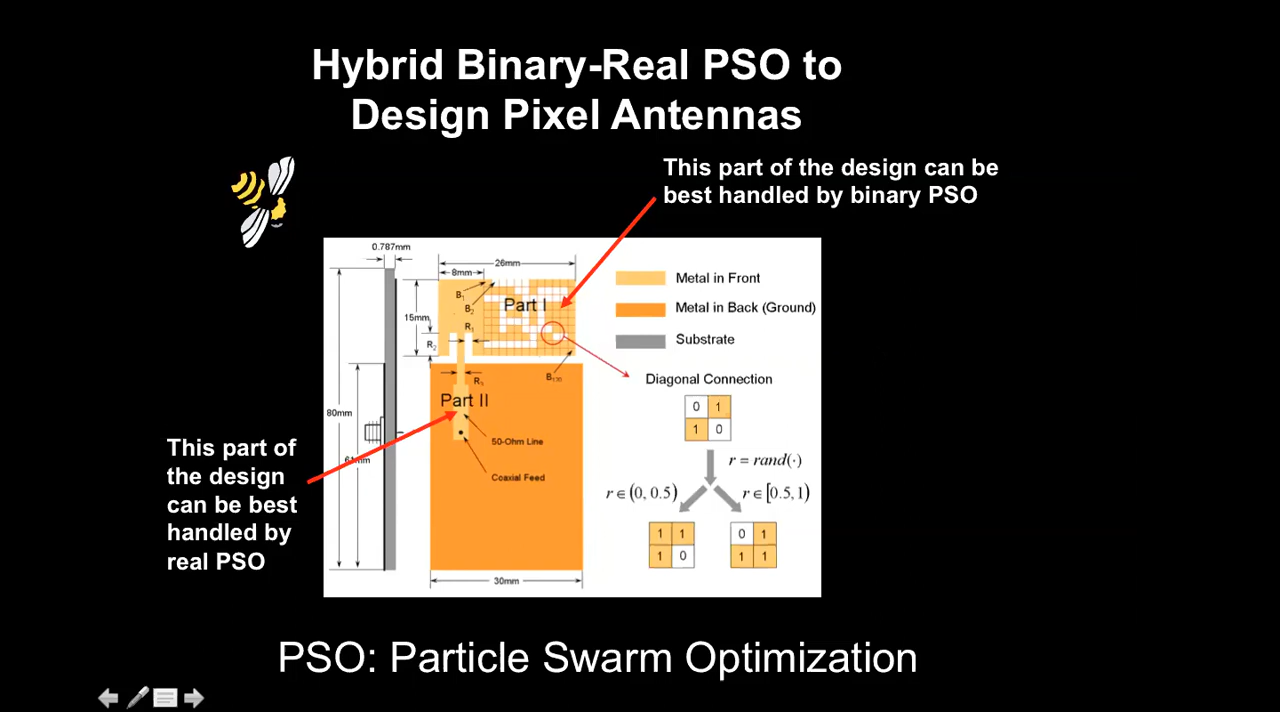 Hybrid Binary-Real PSO to
Design Pixel Antennas
This part of the design can be
best handled by binary PSO
0.787mm
26mm
8mm
B1
B2
Part I
15mm
R1
R2
R3
Part II
80mm
50-Ohm Line
Coaxial Feed
30mm
Metal in Front
Metal in Back (Ground)
Substrate
Diagonal Connection
0 1
1 0
r = rand(·)
r ∈ (0, 0.5)
r ∈ [0.5, 1)
1 1
1 0
0 1
1 1
This part of
the design
can be best
handled by
real PSO
PSO: Particle Swarm Optimization